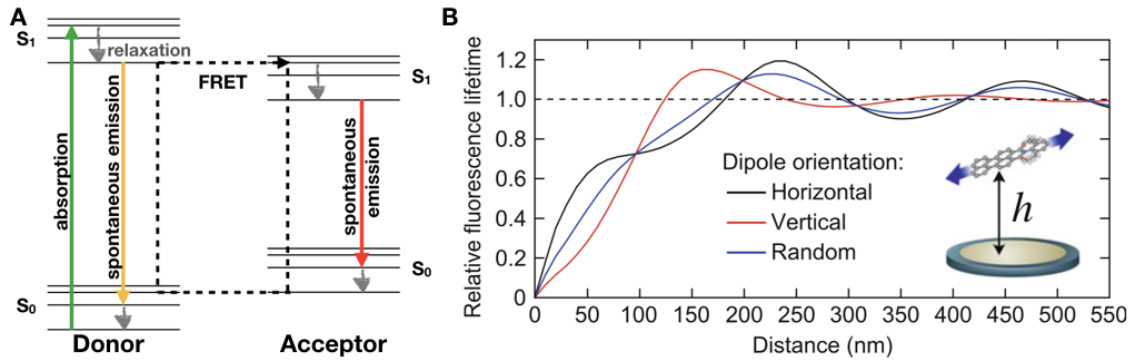 A
S1
relaxation
absorption
spontaneous emission
FRET
S1
spontaneous
emission
S0
S0
Donor
Acceptor
B
Relative fluorescence lifetime
1.2
1.0
0.8
0.6
0.4
0.2
0
Dipole orientation:
Horizontal
Vertical
Random
h
0 50 100 150 200 250 300 350 400 450 500 550
Distance (nm)